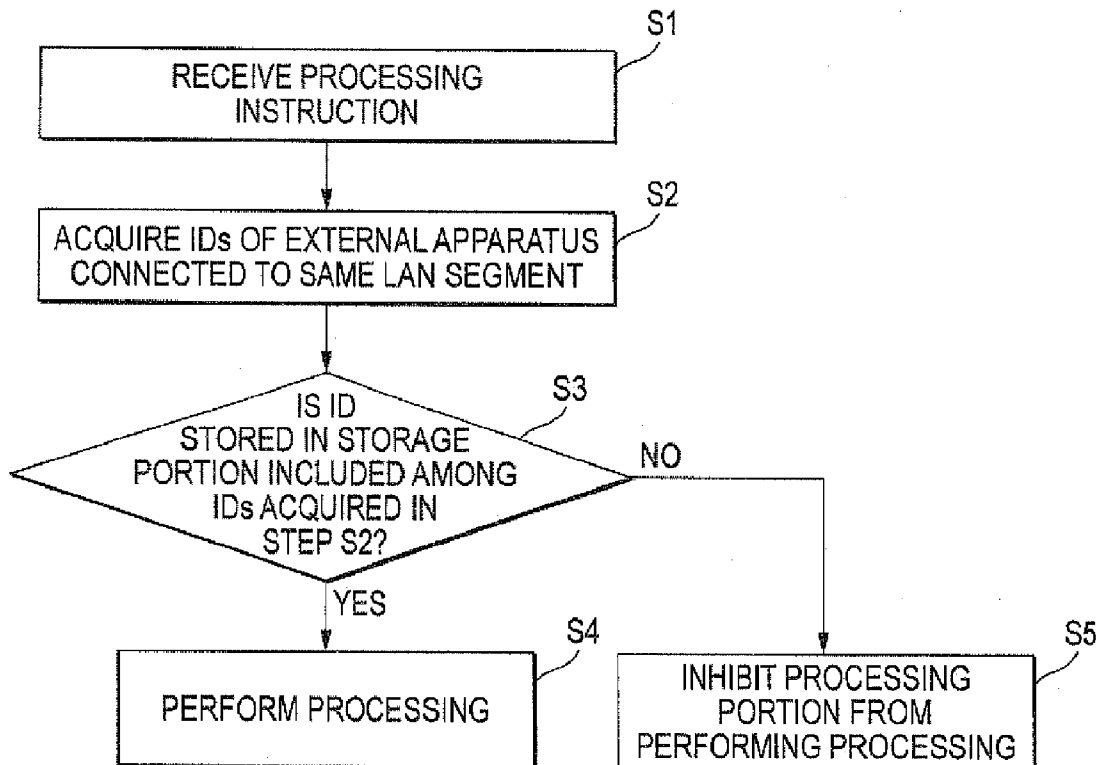 S1
RECEIVE PROCESSING
INSTRUCTION
S2
ACQUIRE IDs OF EXTERNAL APPARATUS
CONNECTED TO SAME LAN SEGMENT
S3
IS ID
STORED IN STORAGE
PORTION INCLUDED AMONG
IDs ACQUIRED IN
STEP S2?
NO
YES
S4
PERFORM PROCESSING
S5
INHIBIT PROCESSING
PORTION FROM
PERFORMING PROCESSING